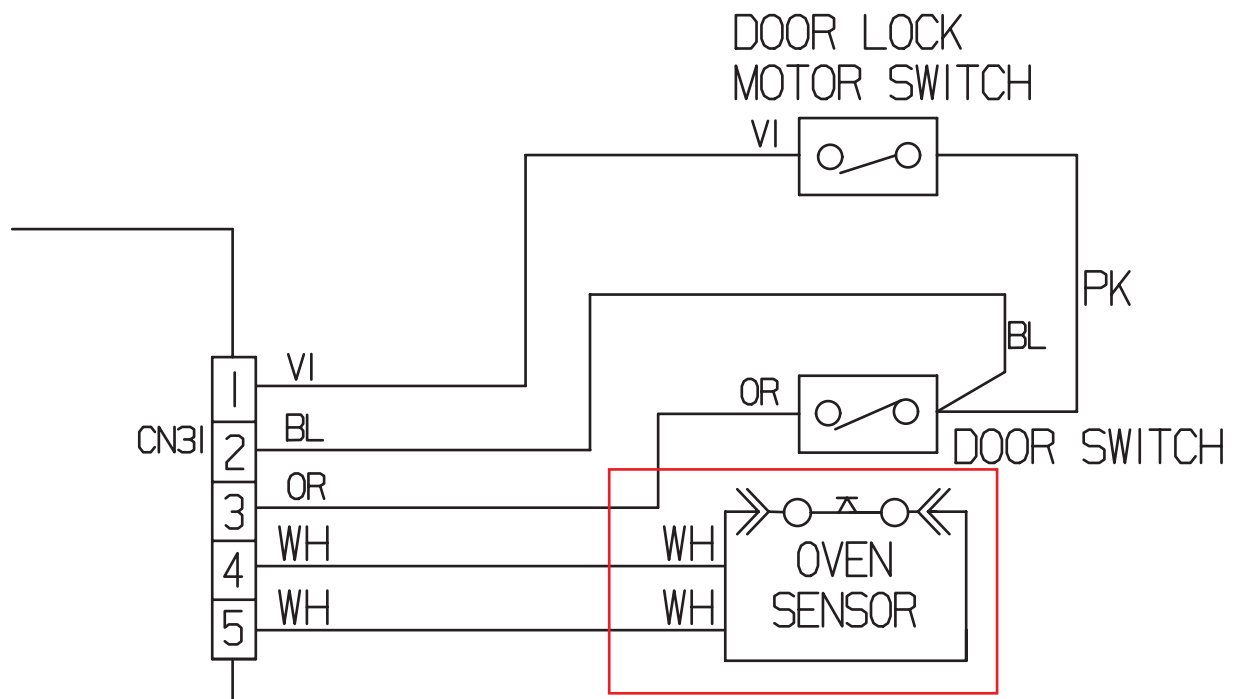 DOOR LOCK
MOTOR SWITCH
VI
PK
BL
VI
1
OR
BL
CN31
2
DOOR SWITCH
OR
3
WH
WH
4
OVEN
SENSOR
WH
WH
5